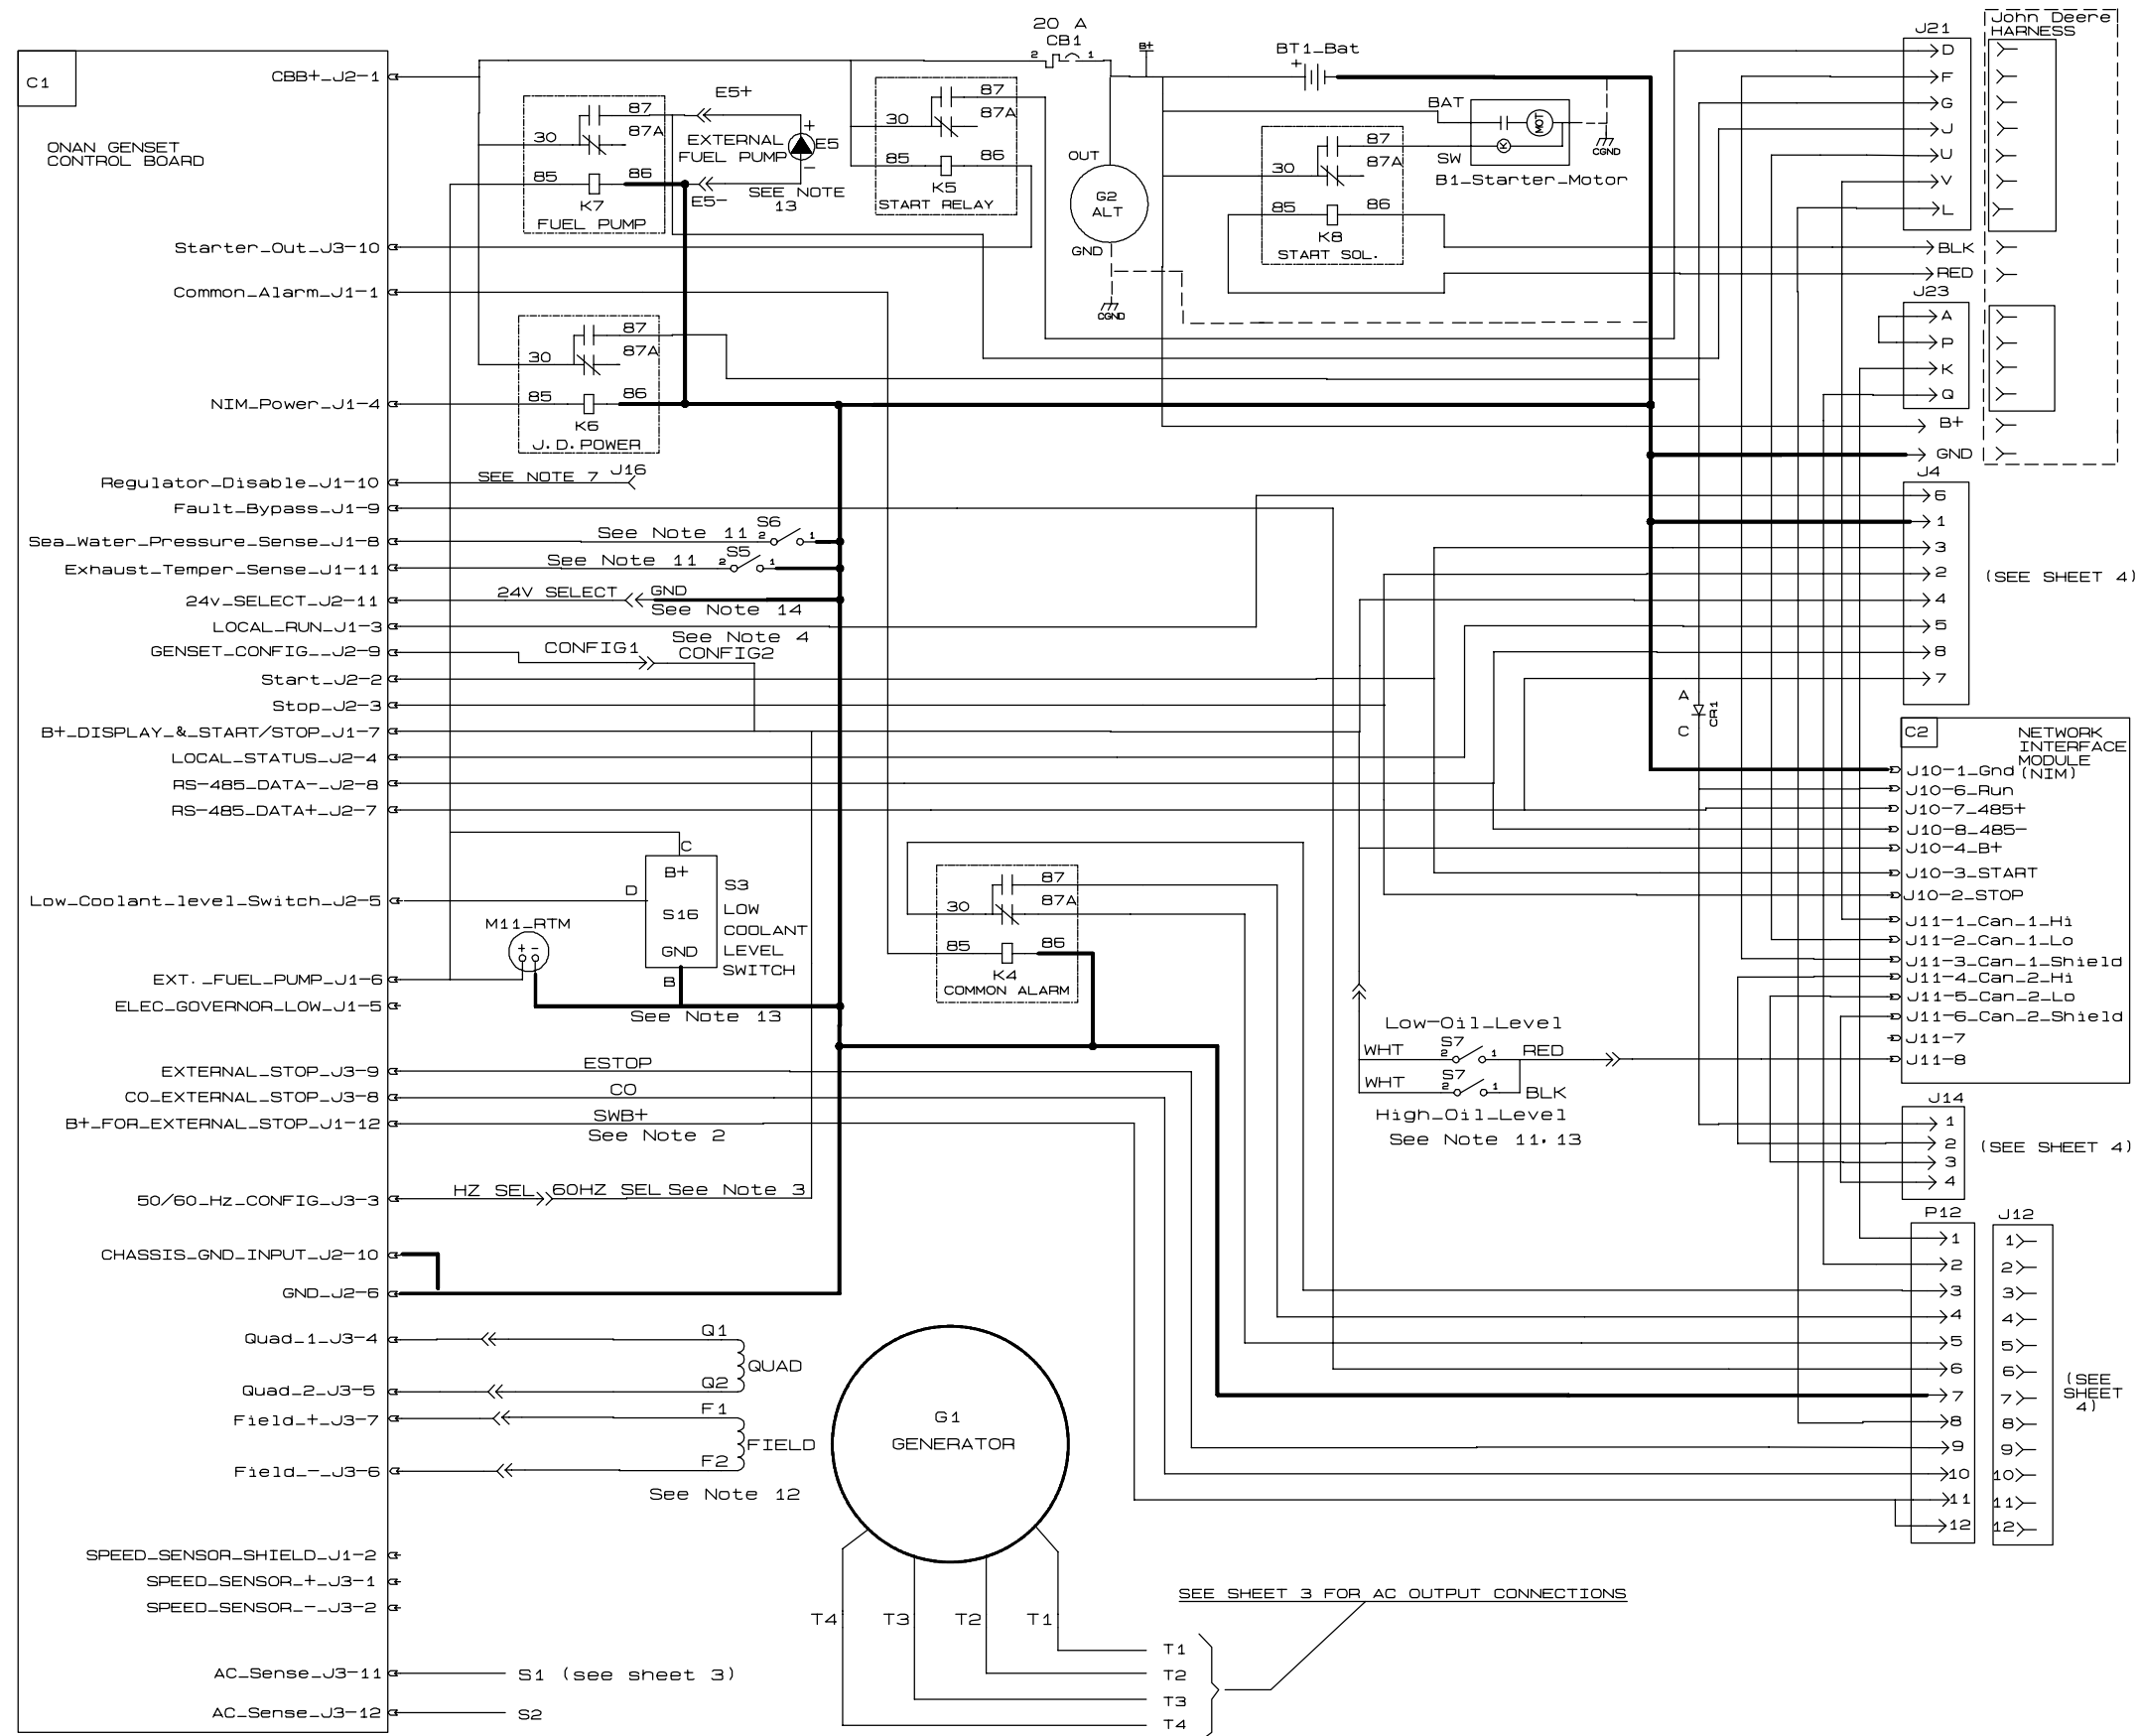 C1
ONAN GENSET
CONTROL BOARD
CBB+_J2-1
Starter_Out_J3-10
Common_Alarm_J1-1
NIM_Power_J1-4
Regulator_Disable_J1-10
Fault_Bypass_J1-9
Sea_Water_Pressure_Sense_J1-8
Exhaust_Temper_Sense_J1-11
24v_SELECT_J2-11
LOCAL_RUN_J1-3
GENSET_CONFIG__J2-9
Start_J2-2
Stop_J2-3
B+_DISPLAY_&_START/STOP_J1-7
LOCAL_STATUS_J2-4
RS-485_DATA-_J2-8
RS-485_DATA+_J2-7
Low_Coolant_level_Switch_J2-5
EXT._FUEL_PUMP_J1-6
ELEC_GOVERNOR_LOW_J1-5
EXTERNAL_STOP_J3-9
CO_EXTERNAL_STOP_J3-8
B+_FOR_EXTERNAL_STOP_J1-12
50/60_Hz_CONFIG_J3-3
CHASSIS_GND_INPUT_J2-10
GND_J2-6
Quad_1_J3-4
Quad_2_J3-5
Field_+_J3-7
Field_-_J3-6
SPEED_SENSOR_SHIELD_J1-2
SPEED_SENSOR_+_J3-1
SPEED_SENSOR_-_J3-2
AC_Sense_J3-11
AC_Sense_J3-12
S1 (see sheet 3)
S2
30
87
87A
85
86
K7
FUEL PUMP
E5+
EXTERNAL
FUEL PUMP
+
E5
-
E5-
SEE NOTE
13
30
87
87A
85
86
K5
START RELAY
20 A
CB1
2
1
B+
BT1_Bat
+
OUT
G2
ALT
GND
CGND
30
87
87A
85
86
K8
START SOL.
BAT
MOT
SW
B1_Starter_Motor
CGND
30
87
87A
85
86
K6
J.D.POWER
SEE NOTE 7
J16
See Note 11
S6
2
1
See Note 11
S5
2
1
24V SELECT
GND
See Note 14
See Note 4
CONFIG1
CONFIG2
C
B+
D
S16
GND
B
S3
LOW
COOLANT
LEVEL
SWITCH
M11_RTM
+ -
See Note 13
30
87
87A
85
86
K4
COMMON ALARM
ESTOP
CO
SWB+
See Note 2
HZ SEL
60HZ SEL
See Note 3
Q1
QUAD
Q2
F1
FIELD
F2
See Note 12
G1
GENERATOR
T4
T3
T2
T1
T1
T2
T3
T4
SEE SHEET 3 FOR AC OUTPUT CONNECTIONS
Low-Oil_Level
WHT
S7
2
1
RED
WHT
S7
2
1
BLK
High_Oil_Level
See Note 11,13
A
CR1
C
John Deere
HARNESS
J21
D
F
G
J
U
V
L
BLK
RED
J23
A
P
K
Q
B+
GND
J4
6
1
3
2
4
5
8
7
(SEE SHEET 4)
C2
NETWORK
INTERFACE
MODULE
(NIM)
J10-1_Gnd
J10-6_Run
J10-7_485+
J10-8_485-
J10-4_B+
J10-3_START
J10-2_STOP
J11-1_Can_1_Hi
J11-2_Can_1_Lo
J11-3_Can_1_Shield
J11-4_Can_2_Hi
J11-5_Can_2_Lo
J11-6_Can_2_Shield
J11-7
J11-8
J14
1
2
3
4
(SEE SHEET 4)
P12
1
2
3
4
5
6
7
8
9
10
11
12
J12
1
2
3
4
5
6
7
8
9
10
11
12
(SEE
SHEET
4)